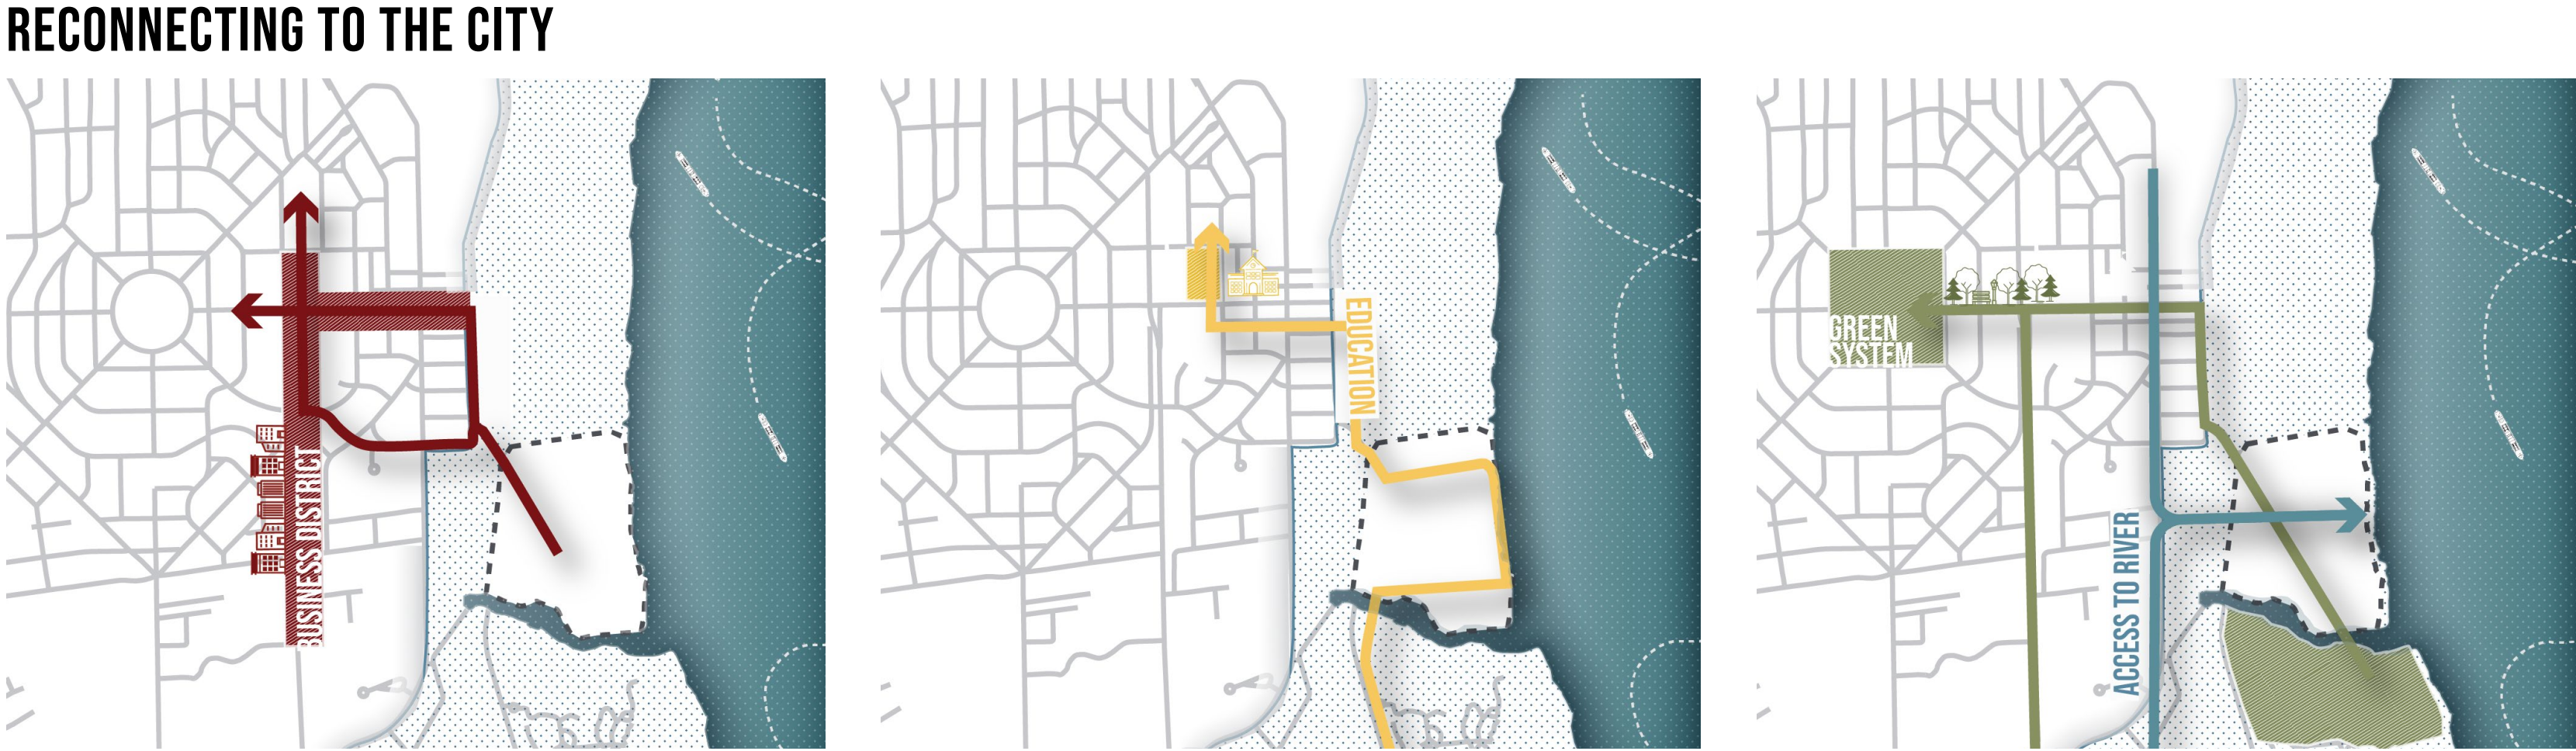 RECONNECTING TO THE CITY
BUSINESS DISTRICT
EDUCATION
GREEN
SYSTEM
ACCESS TO RIVER